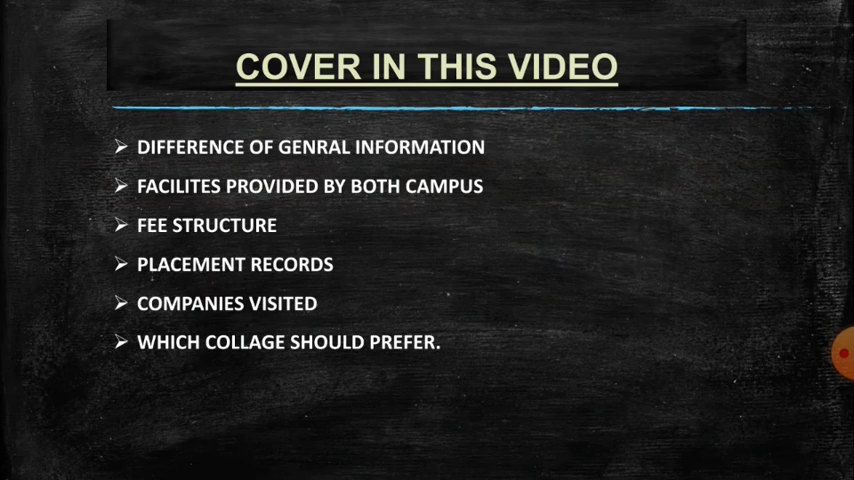 COVER IN THIS VIDEO
DIFFERENCE OF GENRAL INFORMATION
FACILITES PROVIDED BY BOTH CAMPUS
FEE STRUCTURE
PLACEMENT RECORDS
COMPANIES VISITED
WHICH COLLAGE SHOULD PREFER.